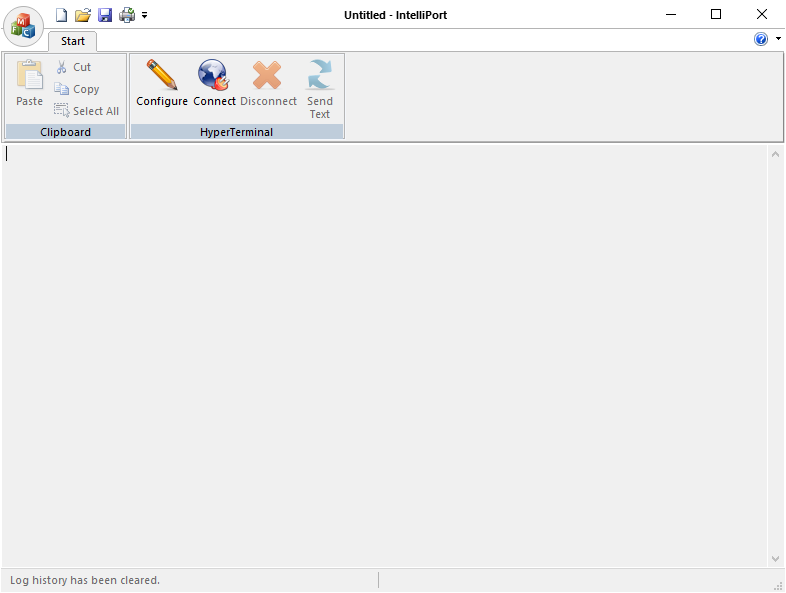 Untitled - IntelliPort
MFC
Start
Paste
Cut
Copy
Select All
Clipboard
Configure
Connect
Disconnect
Send
Text
HyperTerminal
Log history has been cleared.